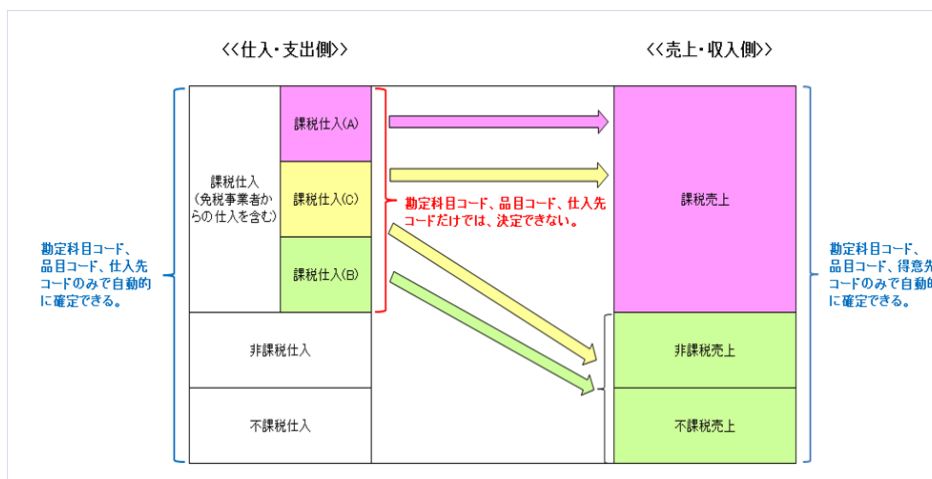 <<仕入・支出側>>
<<売上・収入側>>
課税仕入(A)
課税仕入
(免税事業者か
らの仕入を含む)
課税仕入(C)
課税仕入(B)
非課税仕入
不課税仕入
勘定科目コード、
品目コード、仕入先
コードのみで自動的
に確定できる。
勘定科目コード、品目コード、仕入先
コードだけでは、決定できない。
課税売上
非課税売上
不課税売上
勘定科目コード、
品目コード、得意先
コードのみで自動的
に確定できる。